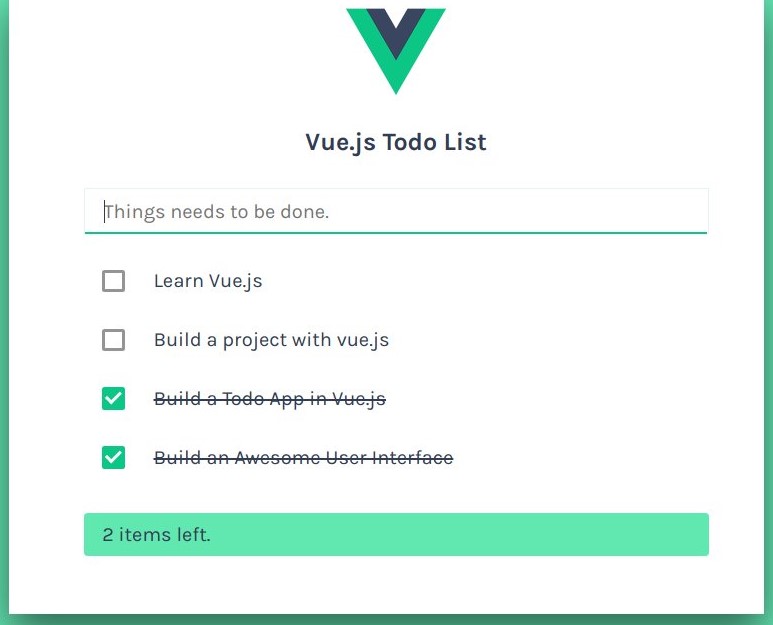 Vue.js Todo List
Things needs to be done.
Learn Vue.js
Build a project with vue.js
Build a Todo App in Vue.js
Build an Awesome User Interface
2 items left.